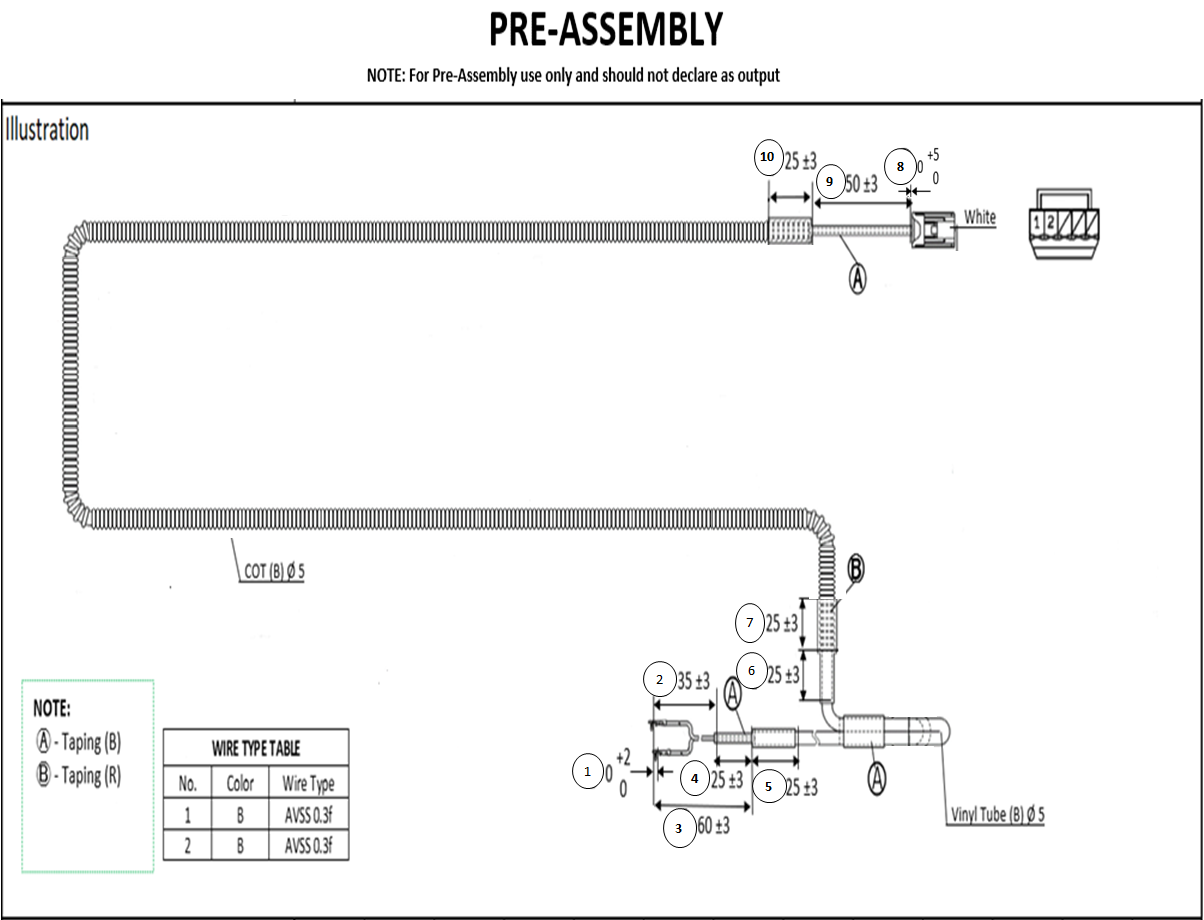 PRE-ASSEMBLY
NOTE: For Pre-Assembly use only and should not declare as output
Illustration
10 25 ±3
9 50 ±3
8 0 +5 0
White
1 2
A
COT (B) Ø 5
B
7 25 ±3
6 25 ±3
2 35 ±3
A
1 0 +2 0
4 25 ±3
5 25 ±3
3 60 ±3
A
Vinyl Tube (B) Ø 5
NOTE:
A - Taping (B)
B - Taping (R)
WIRE TYPE TABLE
No. Color Wire Type
1 B AVSS 0.3f
2 B AVSS 0.3f